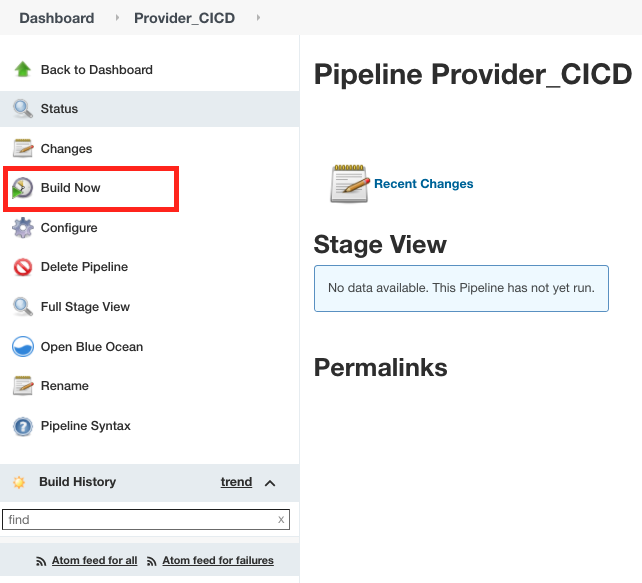 Dashboard Provider_CICD
Back to Dashboard
Status
Changes
Build Now
Configure
Delete Pipeline
Full Stage View
Open Blue Ocean
Rename
Pipeline Syntax
Build History trend
find x
Atom feed for all Atom feed for failures
Pipeline Provider_CICD
Recent Changes
Stage View
No data available. This Pipeline has not yet run.
Permalinks